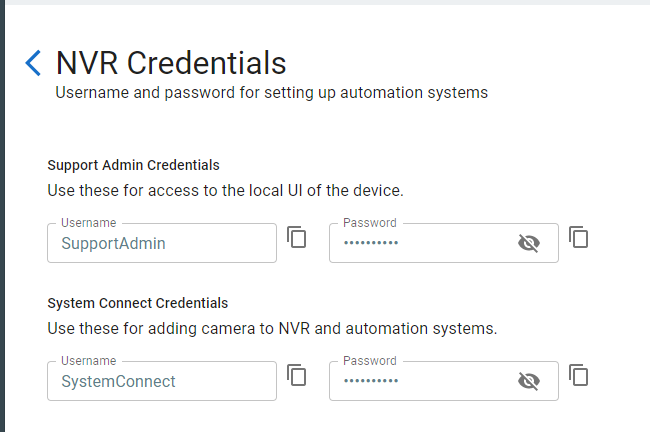 NVR Credentials
Username and password for setting up automation systems
Support Admin Credentials
Use these for access to the local UI of the device.
Username
SupportAdmin
Password
••••••••••
System Connect Credentials
Use these for adding camera to NVR and automation systems.
Username
SystemConnect
Password
••••••••••